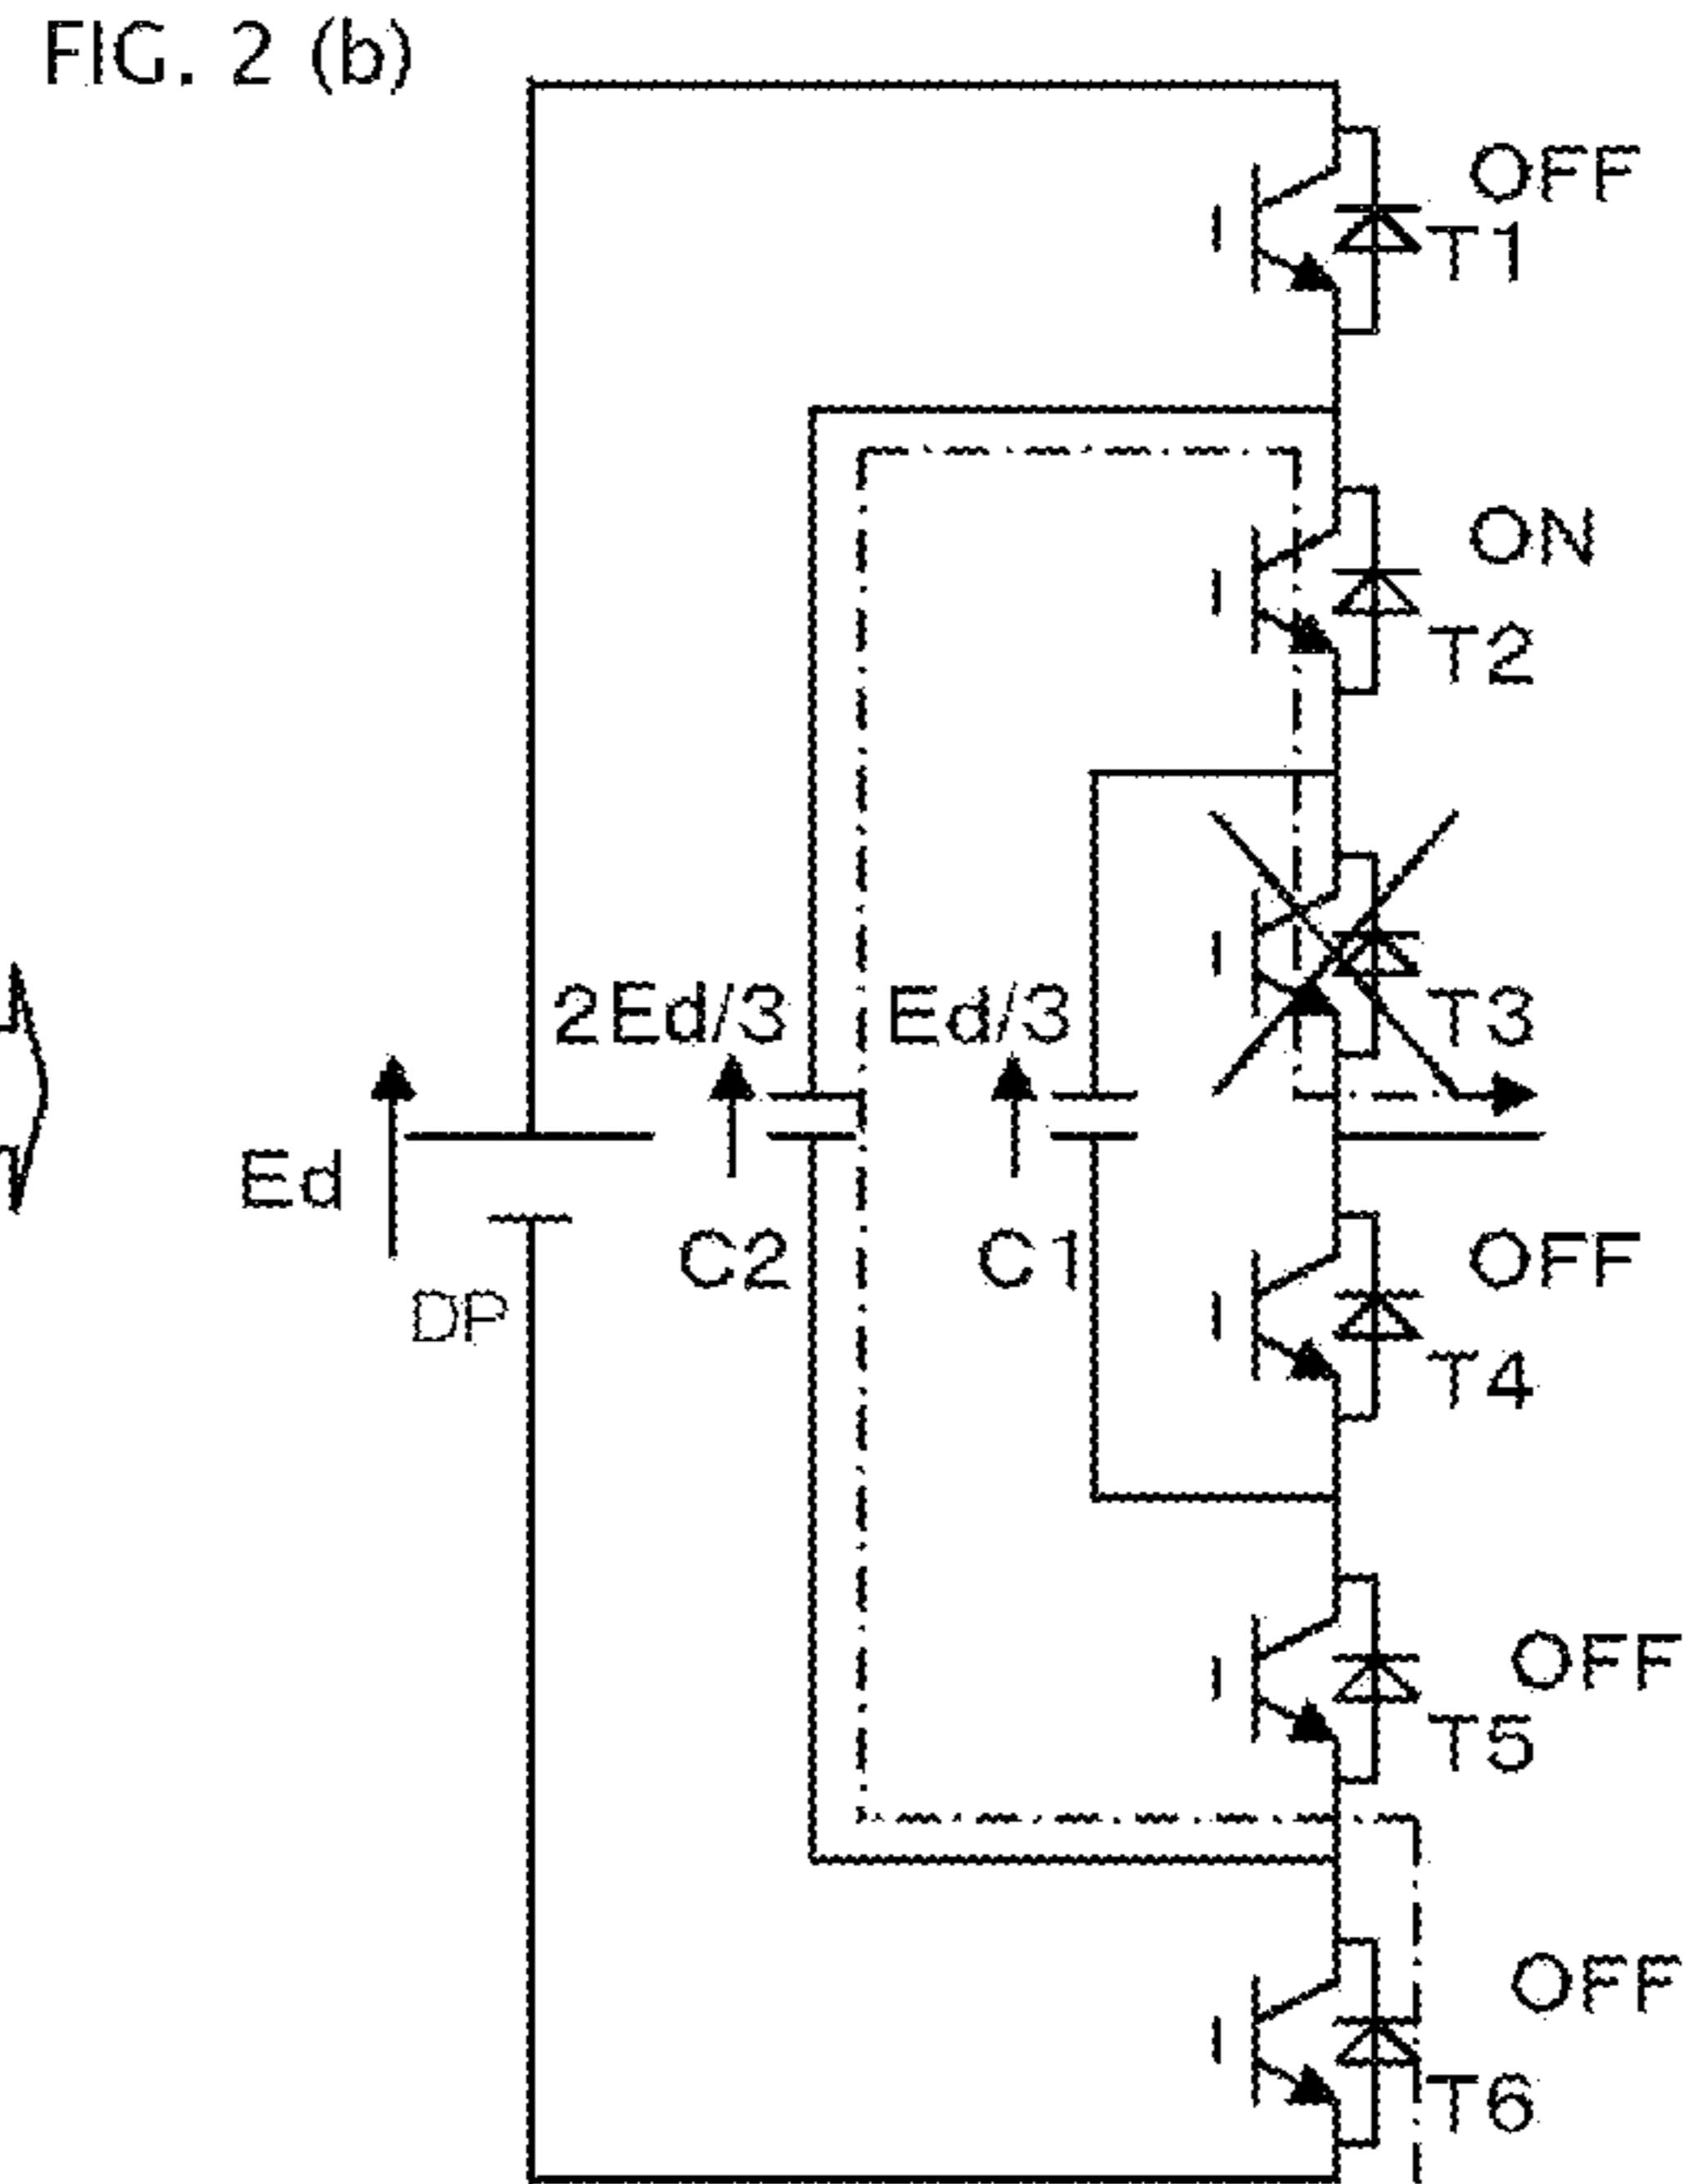 FIG. 2 (b)
OFF
T1
ON
T2
2Ed/3
Ed/3
T3
Ed
C2
C1
OFF
DP
T4
OFF
T5
OFF
T6